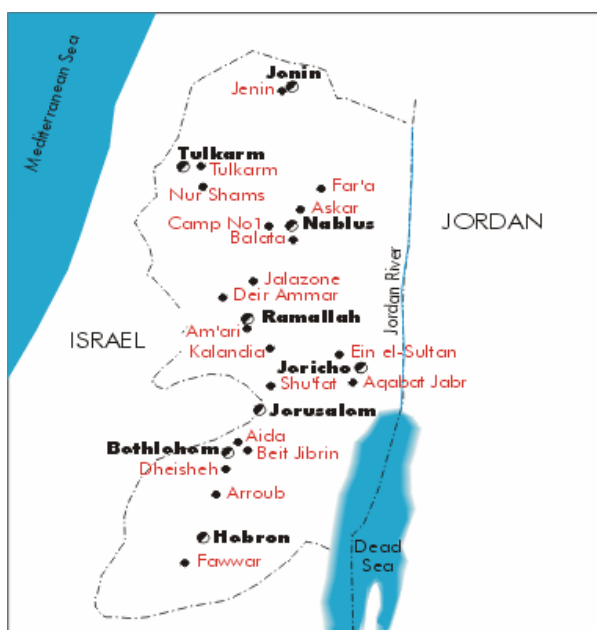 Mediterranean Sea
Jenin
Jenin
Tulkarm
Tulkarm
Nur Shams
Far'a
Askar
Camp No1
Nablus
Balata
JORDAN
Jalazone
Deir Ammar
Ramallah
Am'ari
Jordan River
ISRAEL
Kalandia
Ein el-Sultan
Jericho
Shu'fat
Aqabat Jabr
Jerusalem
Aida
Bethlehem
Beit Jibrin
Dheisheh
Arroub
Hebron
Dead
Sea
Fawwar